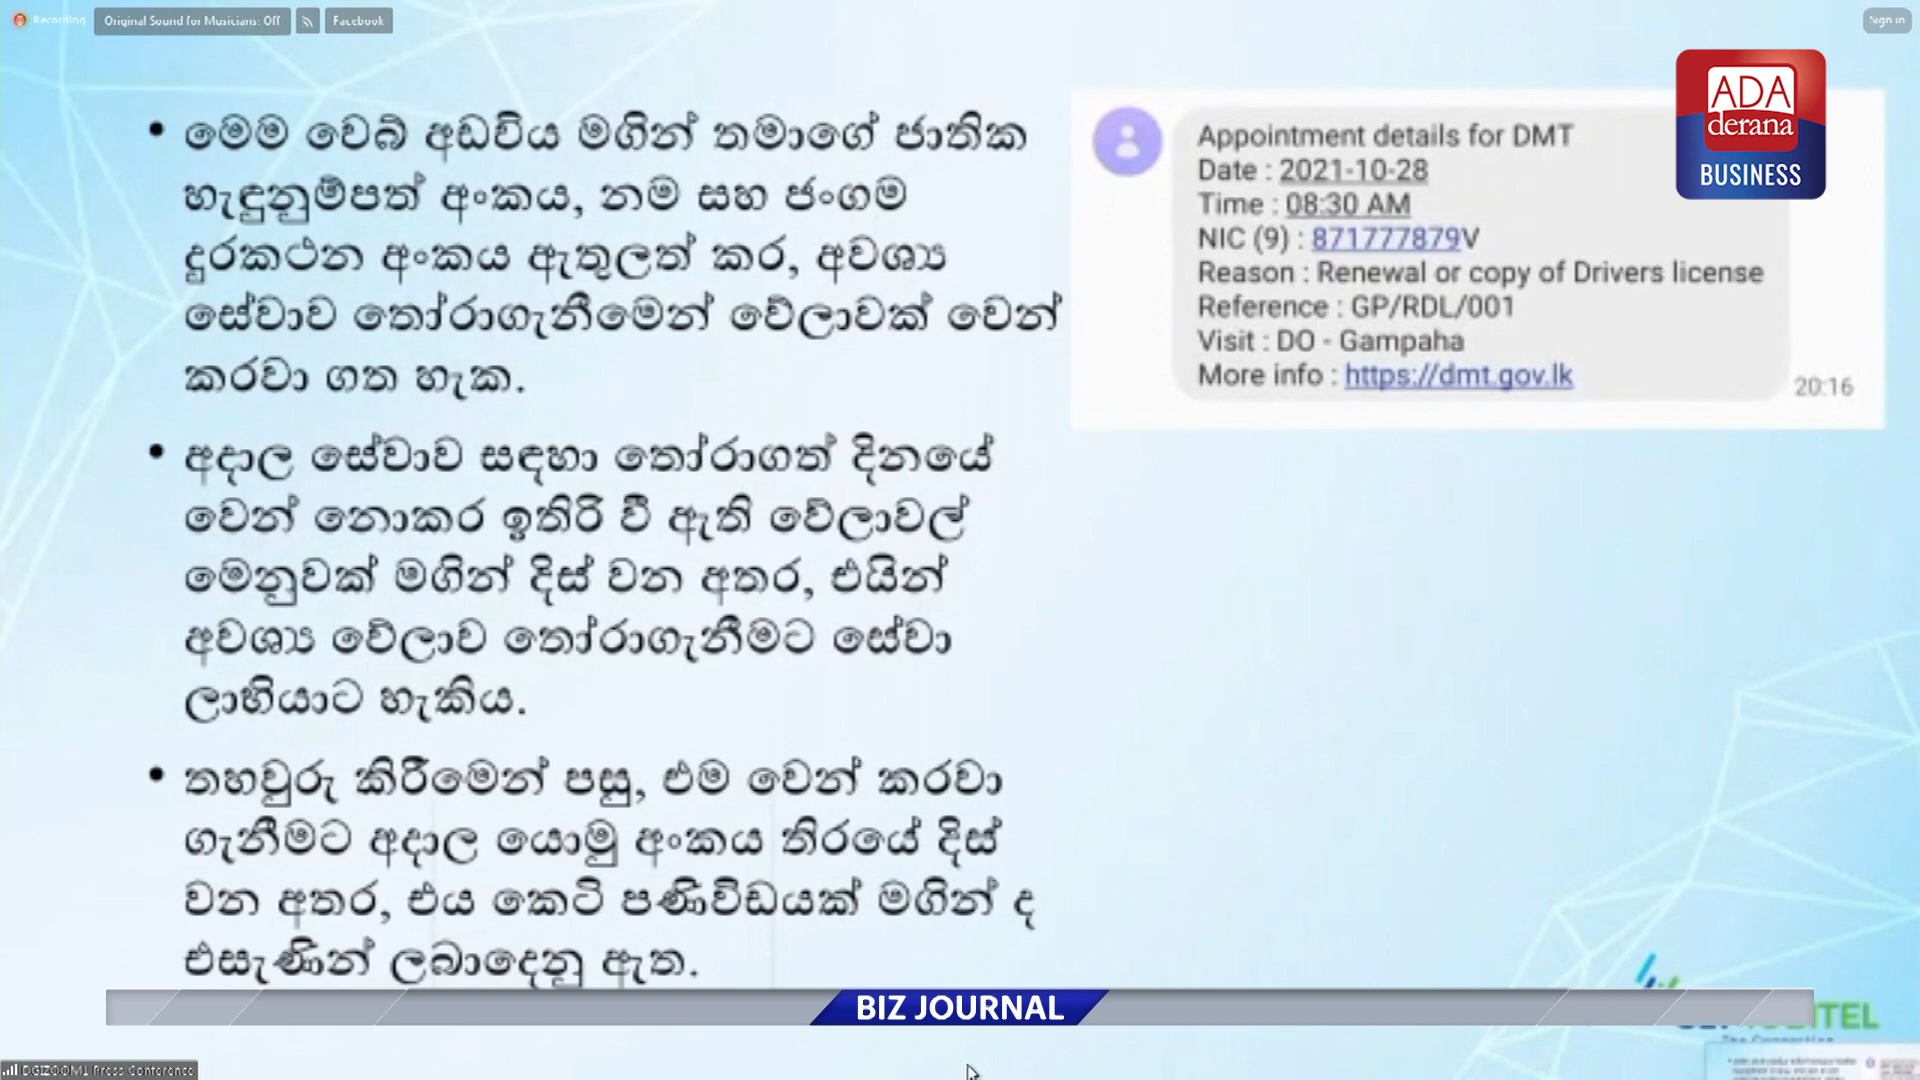 Recording
Original Sound for Musicians: Off
Facebook
Sign in
ADA
derana
BUSINESS
• මෙම වෙබ් අඩවිය මගින් තමාගේ ජාතික
හැඳුනුම්පත් අංකය, නම සහ ජංගම
දුරකථන අංකය ඇතුලත් කර, අවශ්‍ය
සේවාව තෝරාගැනීමෙන් වේලාවක් වෙන්
කරවා ගත හැක.
• අදාල සේවාව සඳහා තෝරාගත් දිනයේ
වෙන් නොකර ඉතිරි වී ඇති වේලාවල්
මෙනුවක් මගින් දිස් වන අතර, එයින්
අවශ්‍ය වේලාව තෝරාගැනීමට සේවා
ලාභියාට හැකිය.
• තහවුරු කිරීමෙන් පසු, එම වෙන් කරවා
ගැනීමට අදාල යොමු අංකය තිරයේ දිස්
වන අතර, එය කෙටි පණිවිඩයක් මගින් ද
එසැණින් ලබාදෙනු ඇත.
Appointment details for DMT
Date : 2021-10-28
Time : 08:30 AM
NIC (9) : 871777879V
Reason : Renewal or copy of Drivers license
Reference : GP/RDL/001
Visit : DO - Gampaha
More info : https://dmt.gov.lk
20:16
BIZ JOURNAL
DGIZOOM1 Press Conference